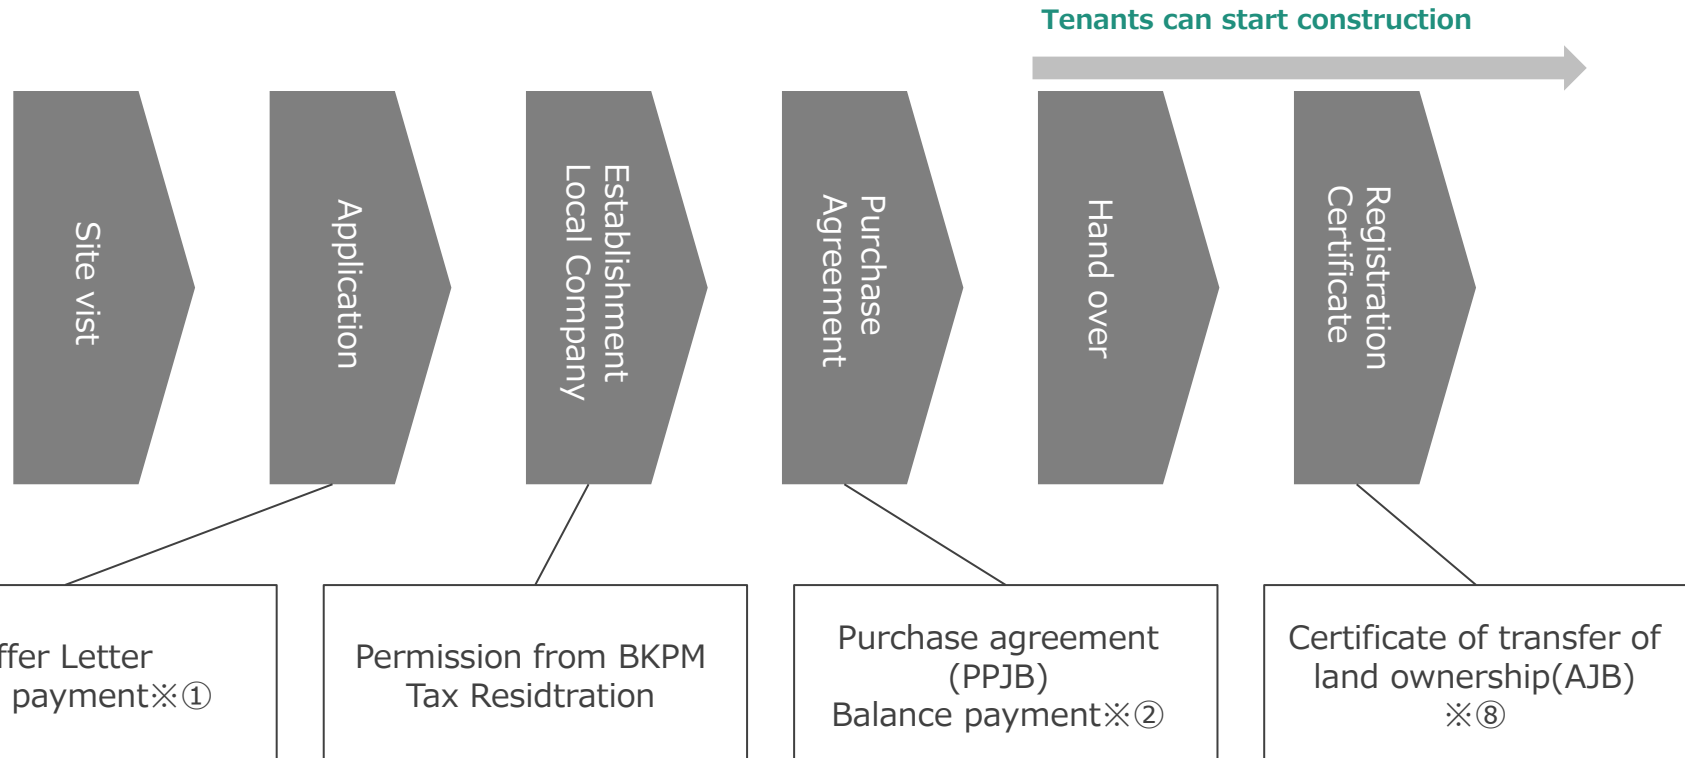 Tenants can start construction
Site vist
Application
Establishment
Local Company
Purchase
Agreement
Hand over
Registration
Certificate
ffer Letter
payment※①
Permission from BKPM
Tax Residtration
Purchase agreement
(PPJB)
Balance payment※②
Certificate of transfer of
land ownership(AJB)
※⑧